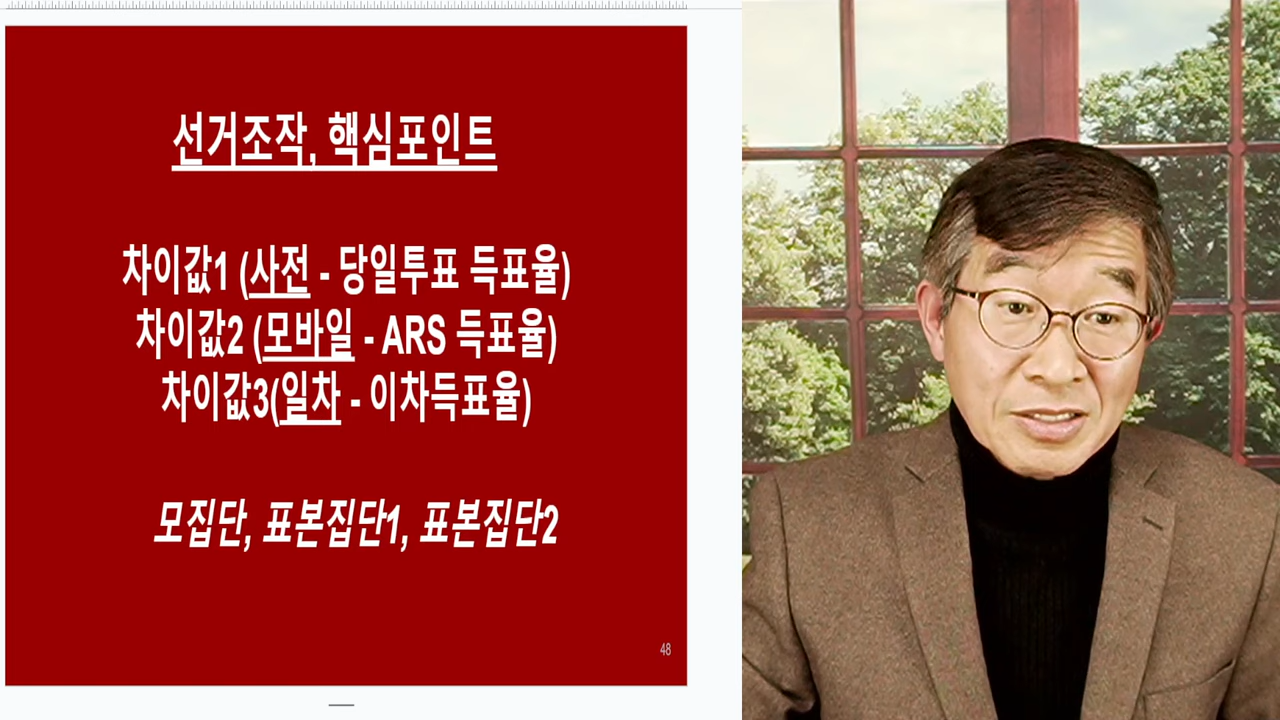 선거조작, 핵심포인트
차이값1 (사전 - 당일투표 득표율)
차이값2 (모바일 - ARS 득표율)
차이값3(일차 - 이차득표율)
모집단, 표본집단1, 표본집단2
48